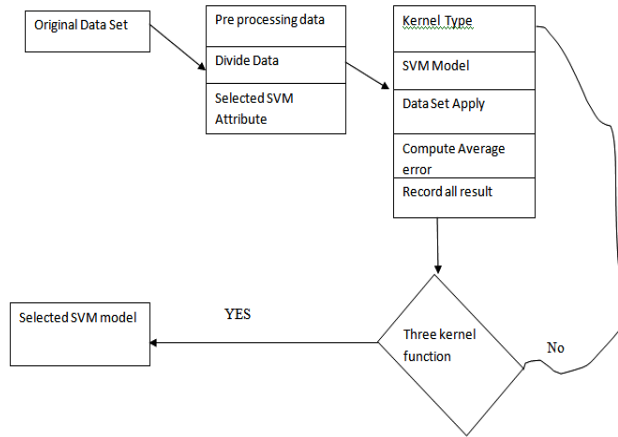 Original Data Set
Pre processing data
Divide Data
Selected SVM
Attribute
Kernel Type
SVM Model
Data Set Apply
Compute Average
error
Record all result
Three kernel
function
No
YES
Selected SVM model